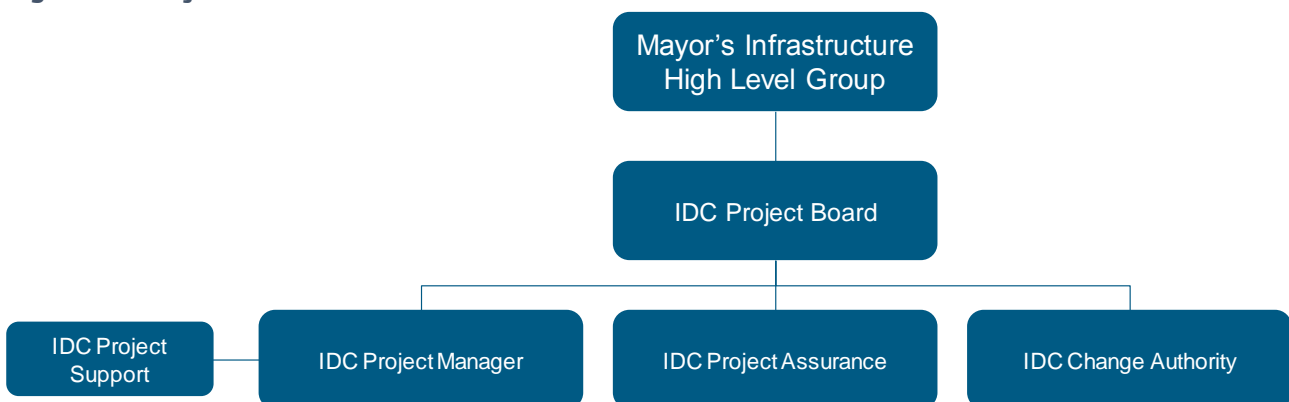 Mayor's Infrastructure
High Level Group
IDC Project Board
IDC Project
Support
IDC Project Manager
IDC Project Assurance
IDC Change Authority